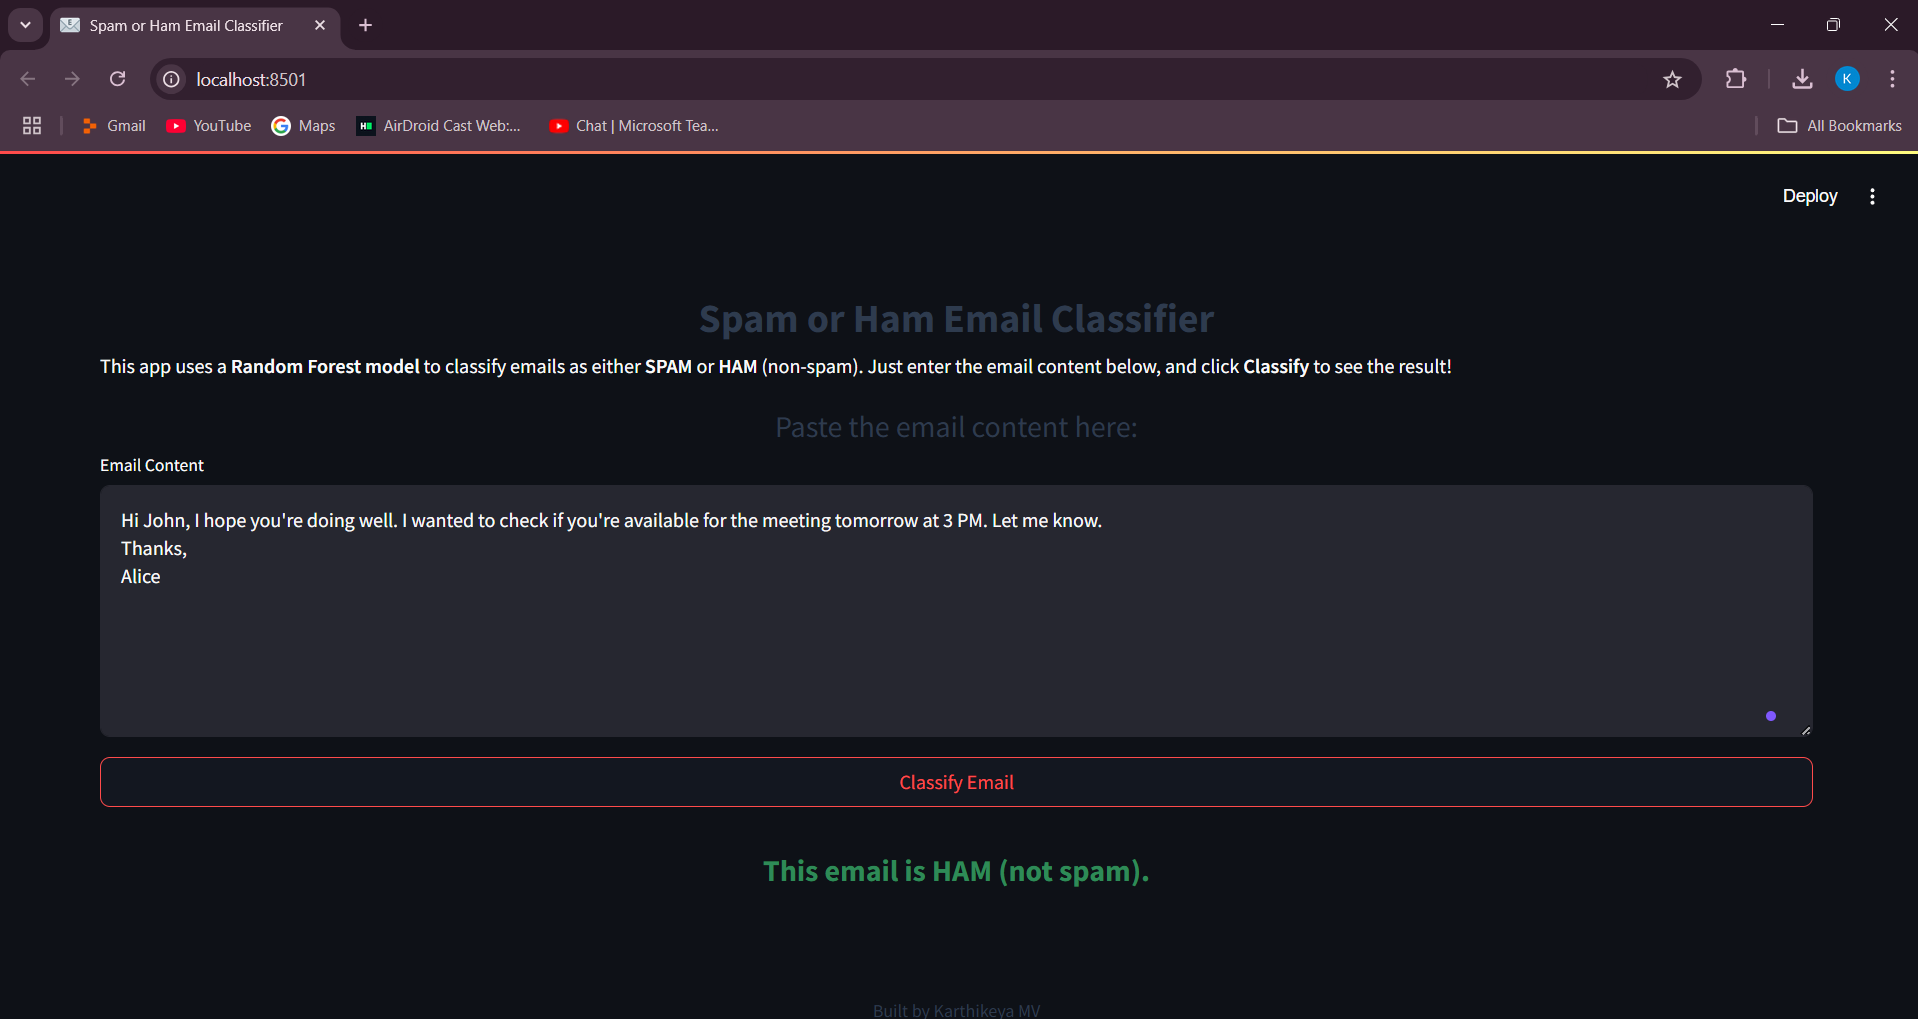 Spam or Ham Email Classifier
localhost:8501
K
Gmail
YouTube
Maps
AirDroid Cast Web:...
Chat | Microsoft Tea...
All Bookmarks
Deploy
Spam or Ham Email Classifier
This app uses a Random Forest model to classify emails as either SPAM or HAM (non-spam). Just enter the email content below, and click Classify to see the result!
Paste the email content here:
Email Content
Hi John, I hope you're doing well. I wanted to check if you're available for the meeting tomorrow at 3 PM. Let me know.
Thanks,
Alice
Classify Email
This email is HAM (not spam).
Built by Karthikeya MV